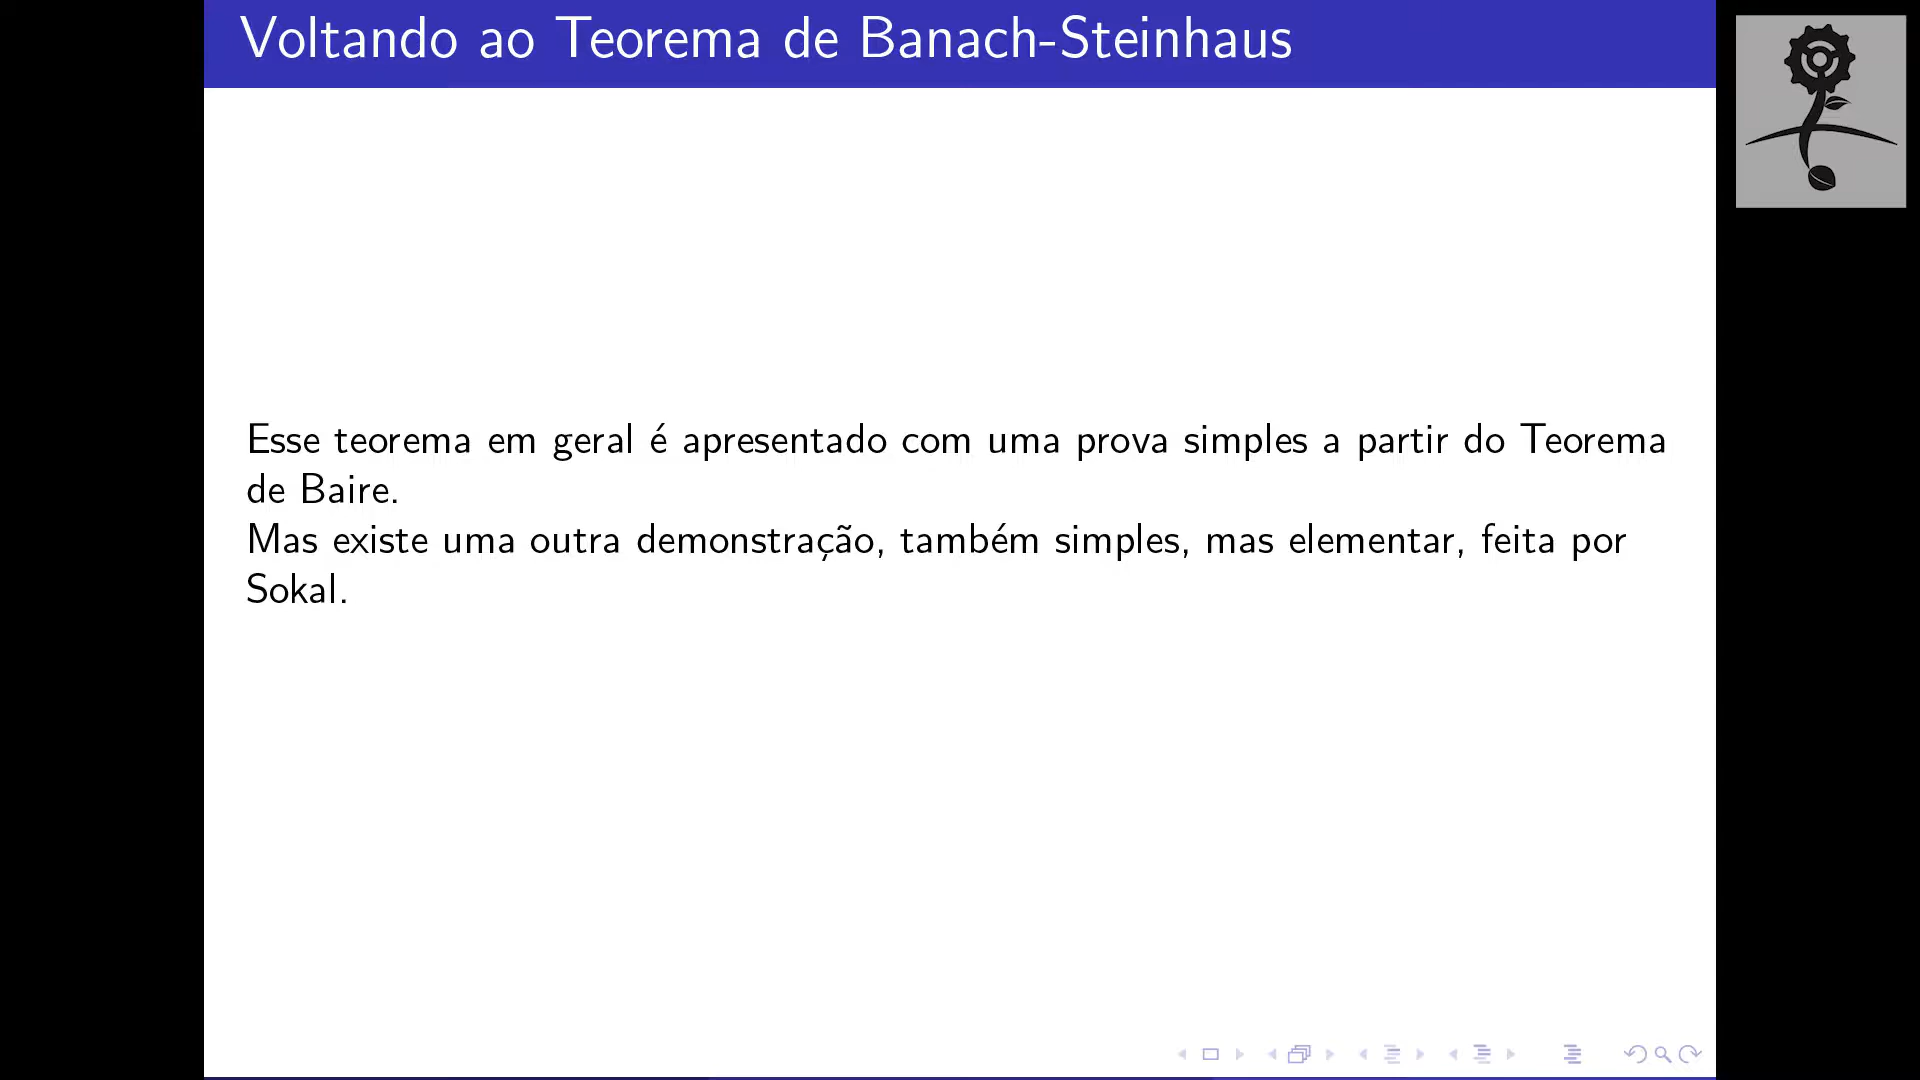 Voltando ao Teorema de Banach-Steinhaus
Esse teorema em geral é apresentado com uma prova simples a partir do Teorema
de Baire.
Mas existe uma outra demonstração, também simples, mas elementar, feita por
Sokal.